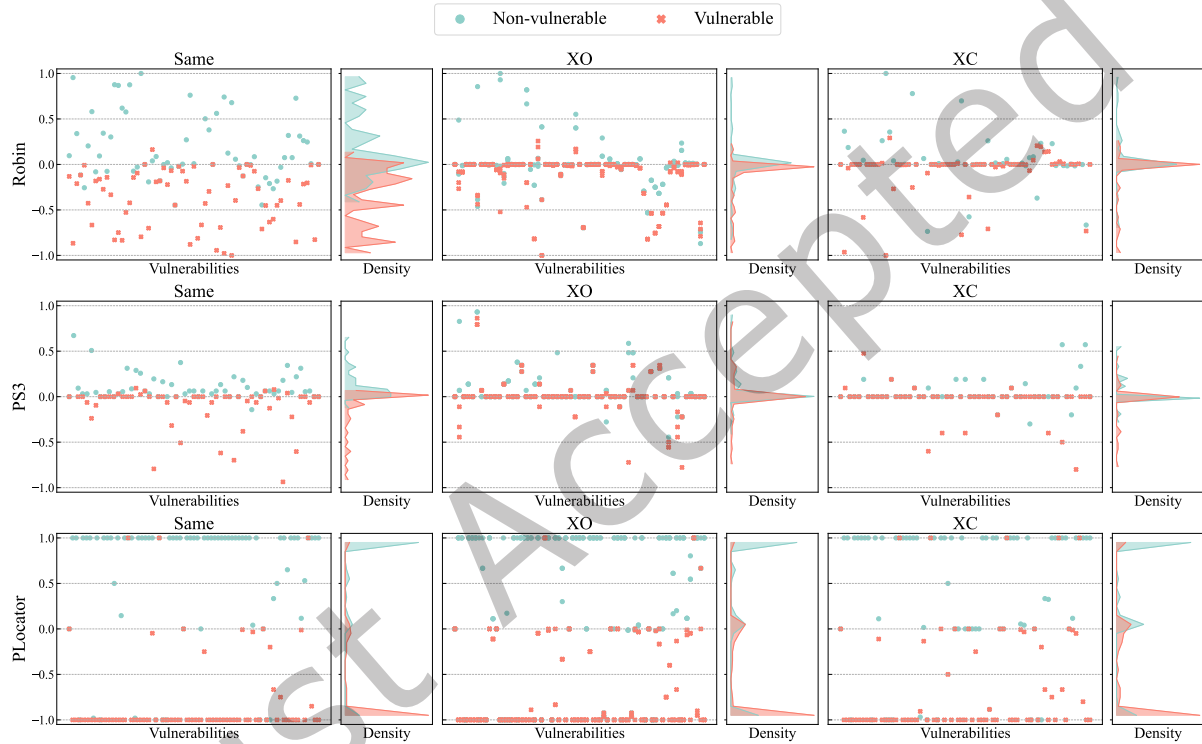 Non-vulnerable Vulnerable
Same XO XC
1.0
0.5
0.0
−0.5
−1.0
Robin
Vulnerabilities Density Vulnerabilities Density Vulnerabilities Density
Same XO XC
1.0
0.5
0.0
−0.5
−1.0
PS3
Vulnerabilities Density Vulnerabilities Density Vulnerabilities Density
Same XO XC
1.0
0.5
0.0
−0.5
−1.0
PLocator
Vulnerabilities Density Vulnerabilities Density Vulnerabilities Density
st Accepted